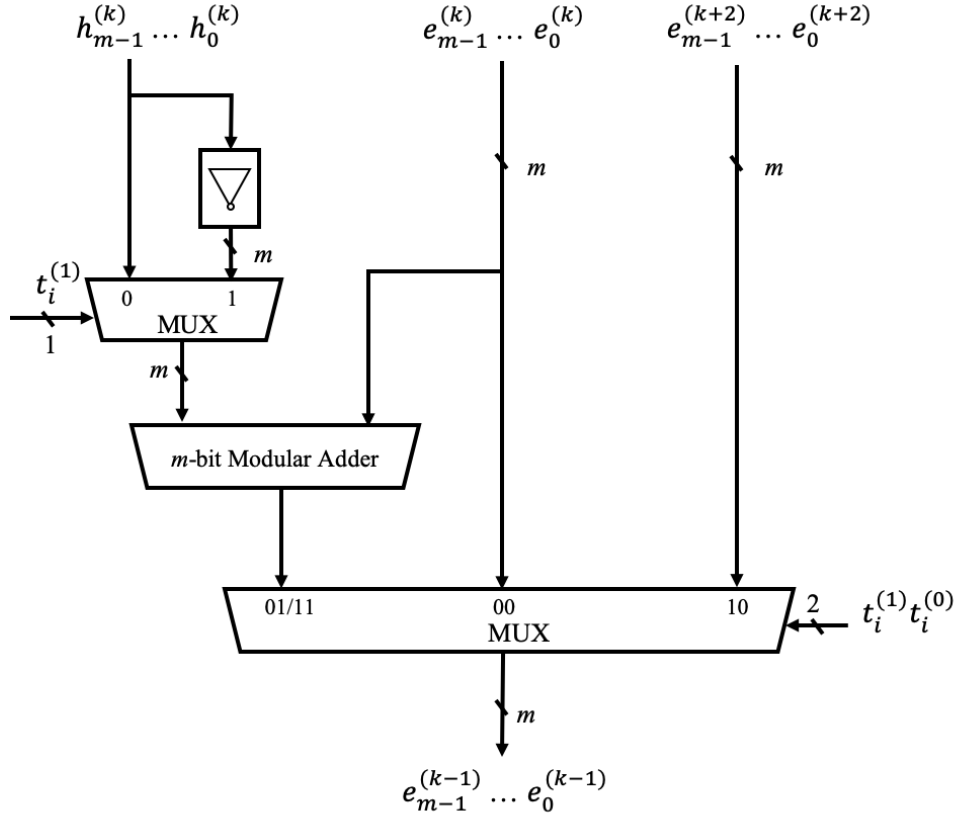 h_{m-1}^{(k)} … h_0^{(k)} e_{m-1}^{(k)} … e_0^{(k)} e_{m-1}^{(k+2)} … e_0^{(k+2)}
m m
m
t_i^{(1)} 0 1
MUX
1
m
m-bit Modular Adder
01/11 00 10 2 t_i^{(1)} t_i^{(0)}
MUX
m
e_{m-1}^{(k-1)} … e_0^{(k-1)}